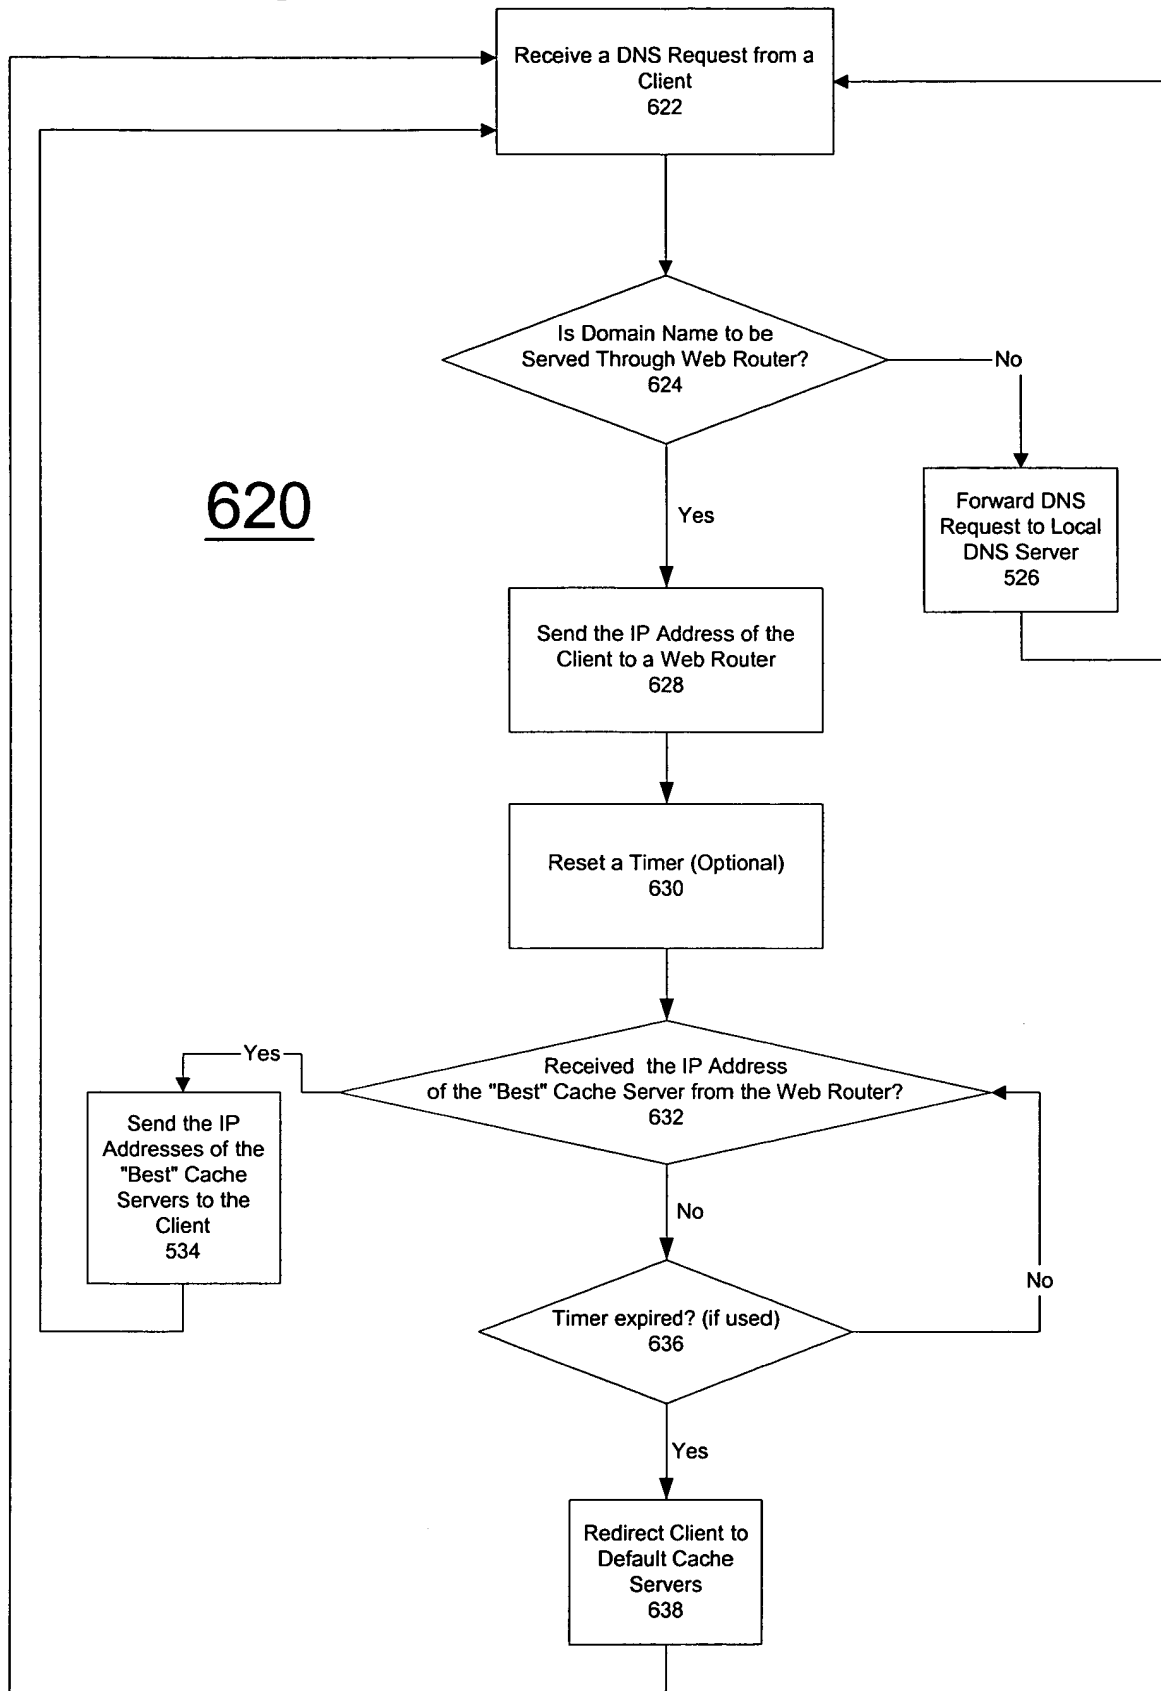 Receive a DNS Request from a
Client
622
Is Domain Name to be
Served Through Web Router?
624
No
620
Yes
Forward DNS
Request to Local
DNS Server
526
Send the IP Address of the
Client to a Web Router
628
Reset a Timer (Optional)
630
Yes
Received the IP Address
of the "Best" Cache Server from the Web Router?
632
Send the IP
Addresses of the
"Best" Cache
Servers to the
Client
534
No
No
Timer expired? (if used)
636
Yes
Redirect Client to
Default Cache
Servers
638